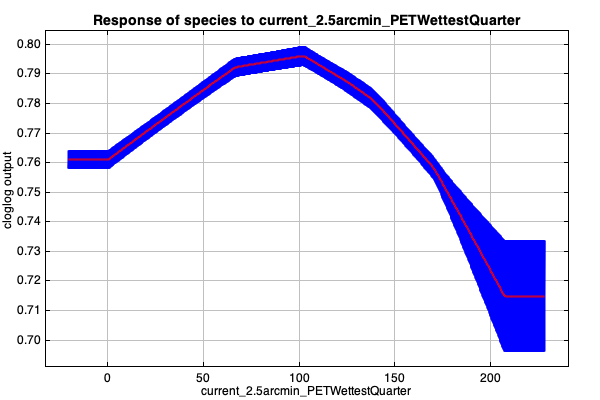 Response of species to current_2.5arcmin_PETWettestQuarter
0.80
0.79
0.78
0.77
0.76
0.75
0.74
0.73
0.72
0.71
0.70
cloglog output
0 50 100 150 200
current_2.5arcmin_PETWettestQuarter